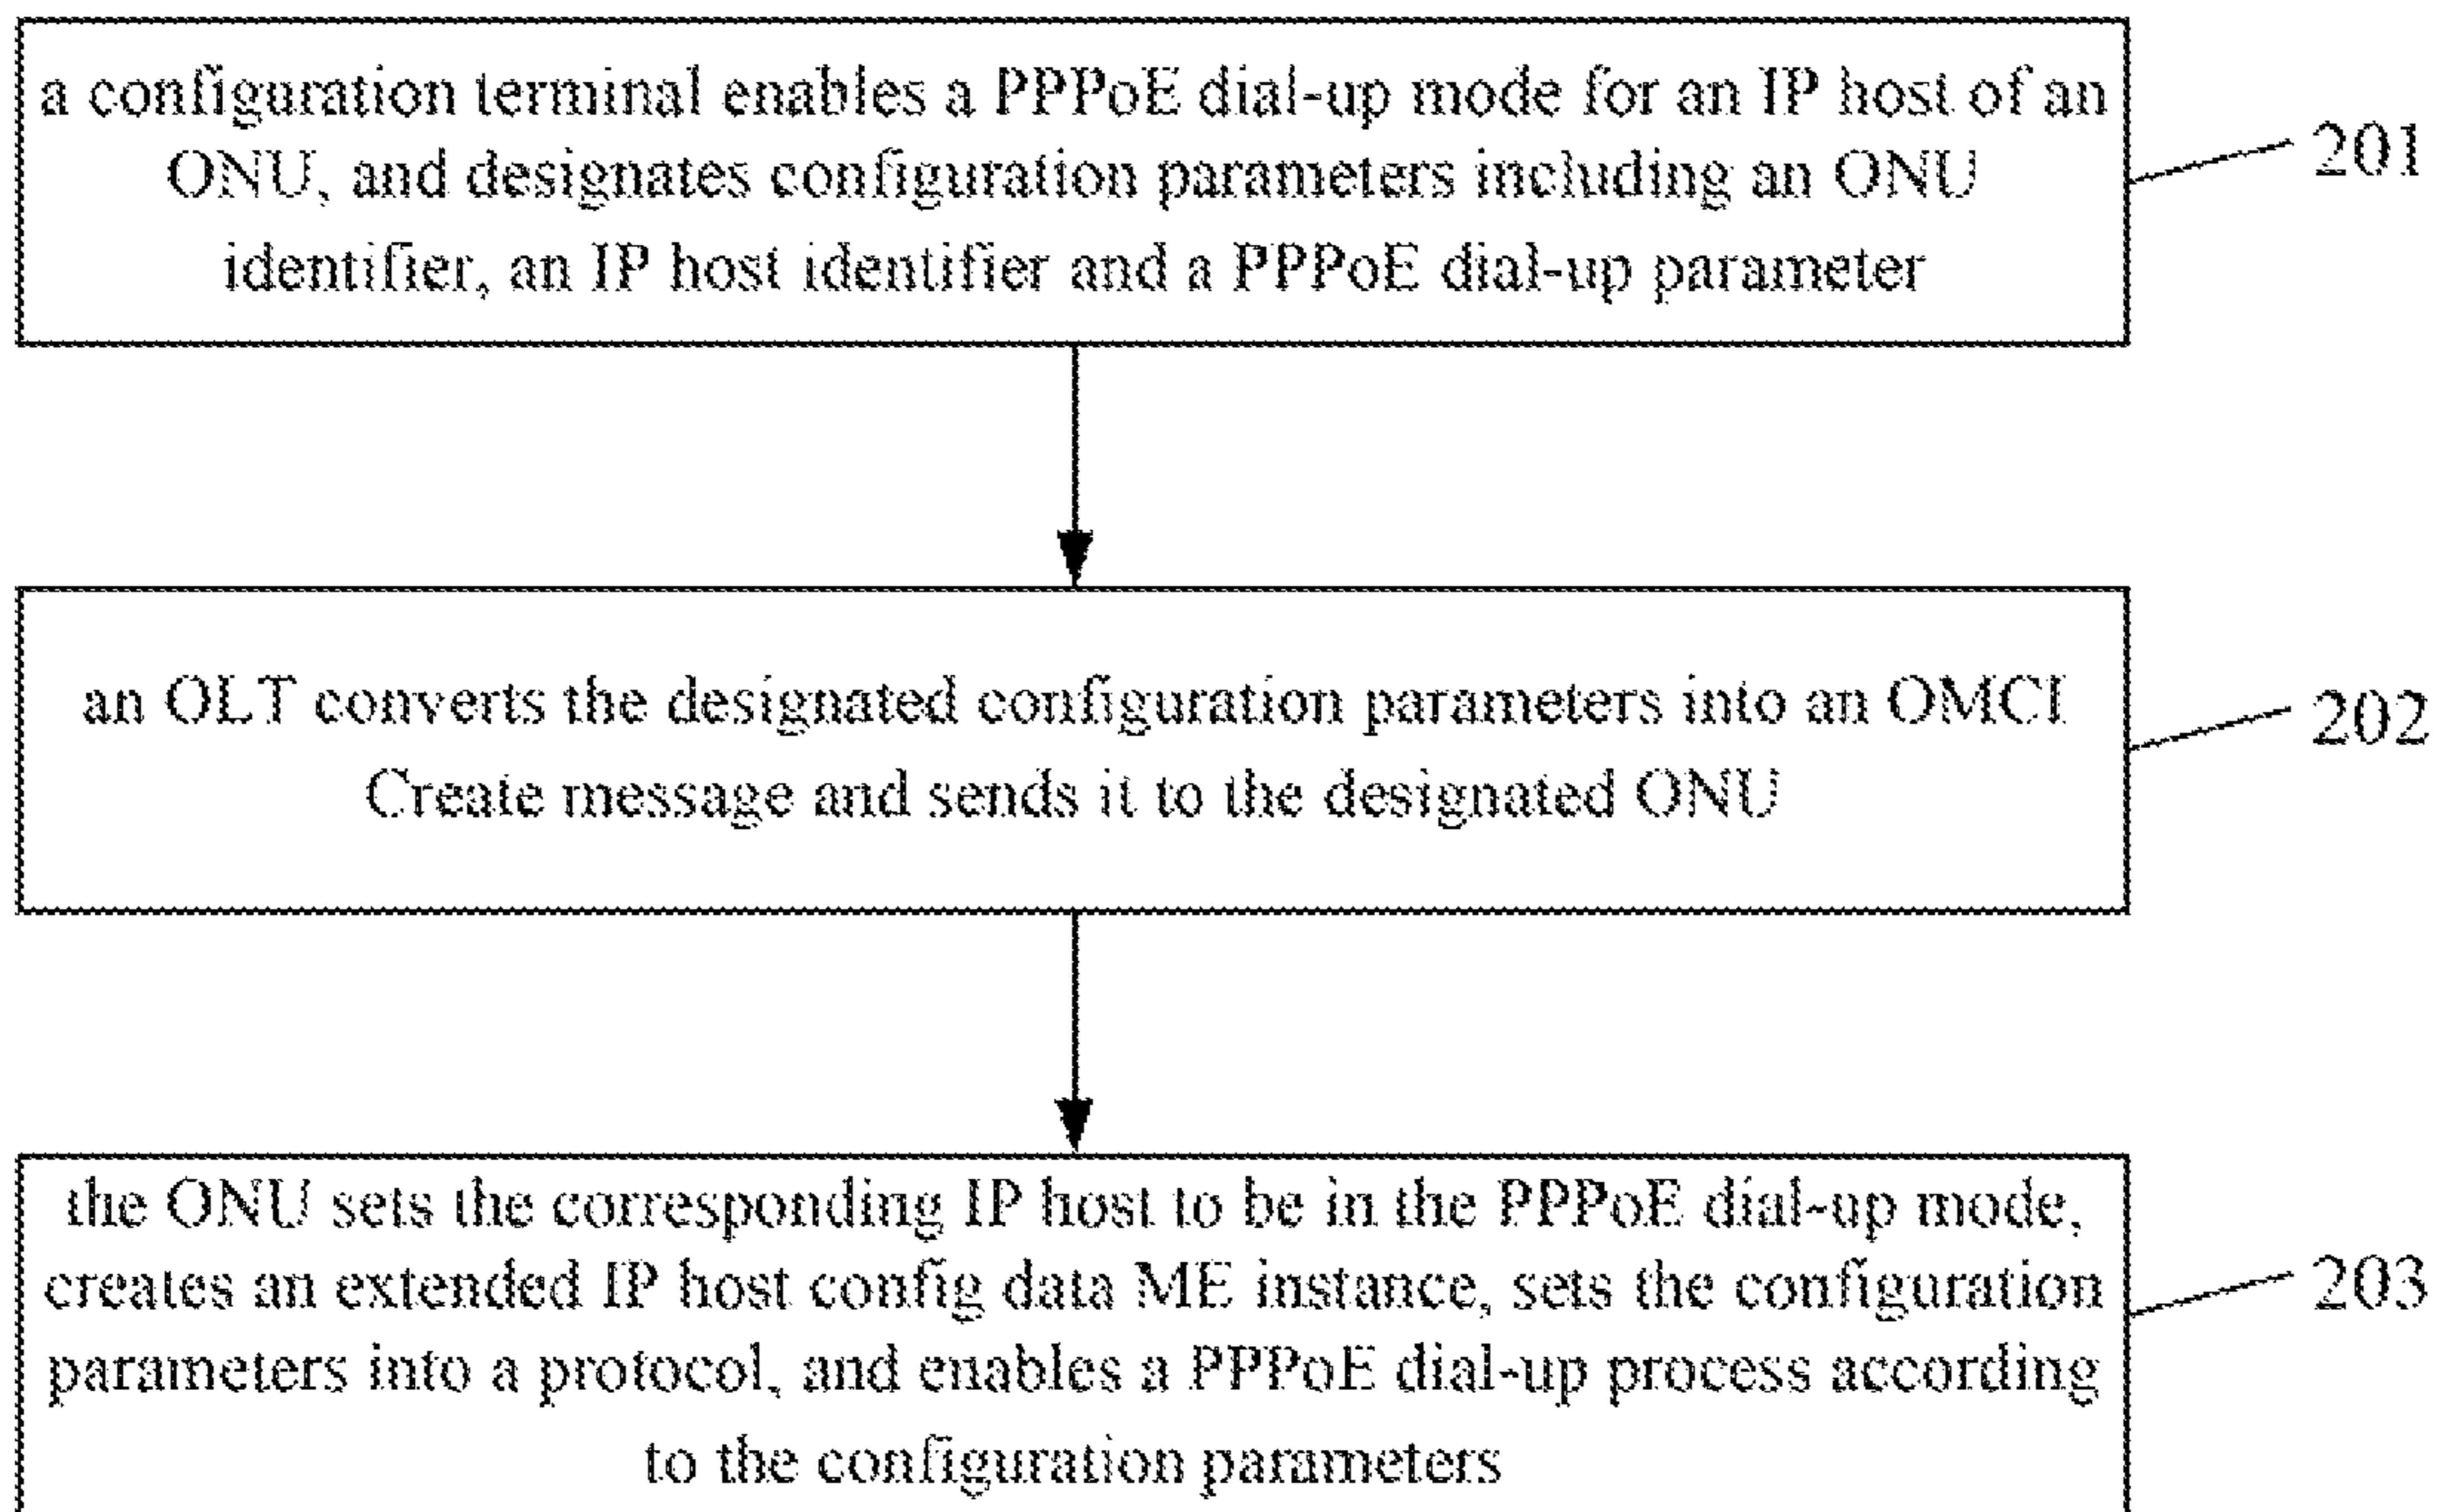 a configuration terminal enables a PPPoE dial-up mode for an IP host of an
ONU, and designates configuration parameters including an ONU
identifier, an IP host identifier and a PPPoE dial-up parameter
201
an OLT converts the designated configuration parameters into an OMCI
Create message and sends it to the designated ONU
202
the ONU sets the corresponding IP host to be in the PPPoE dial-up mode,
creates an extended IP host config data ME instance, sets the configuration
parameters into a protocol, and enables a PPPoE dial-up process according
to the configuration parameters
203